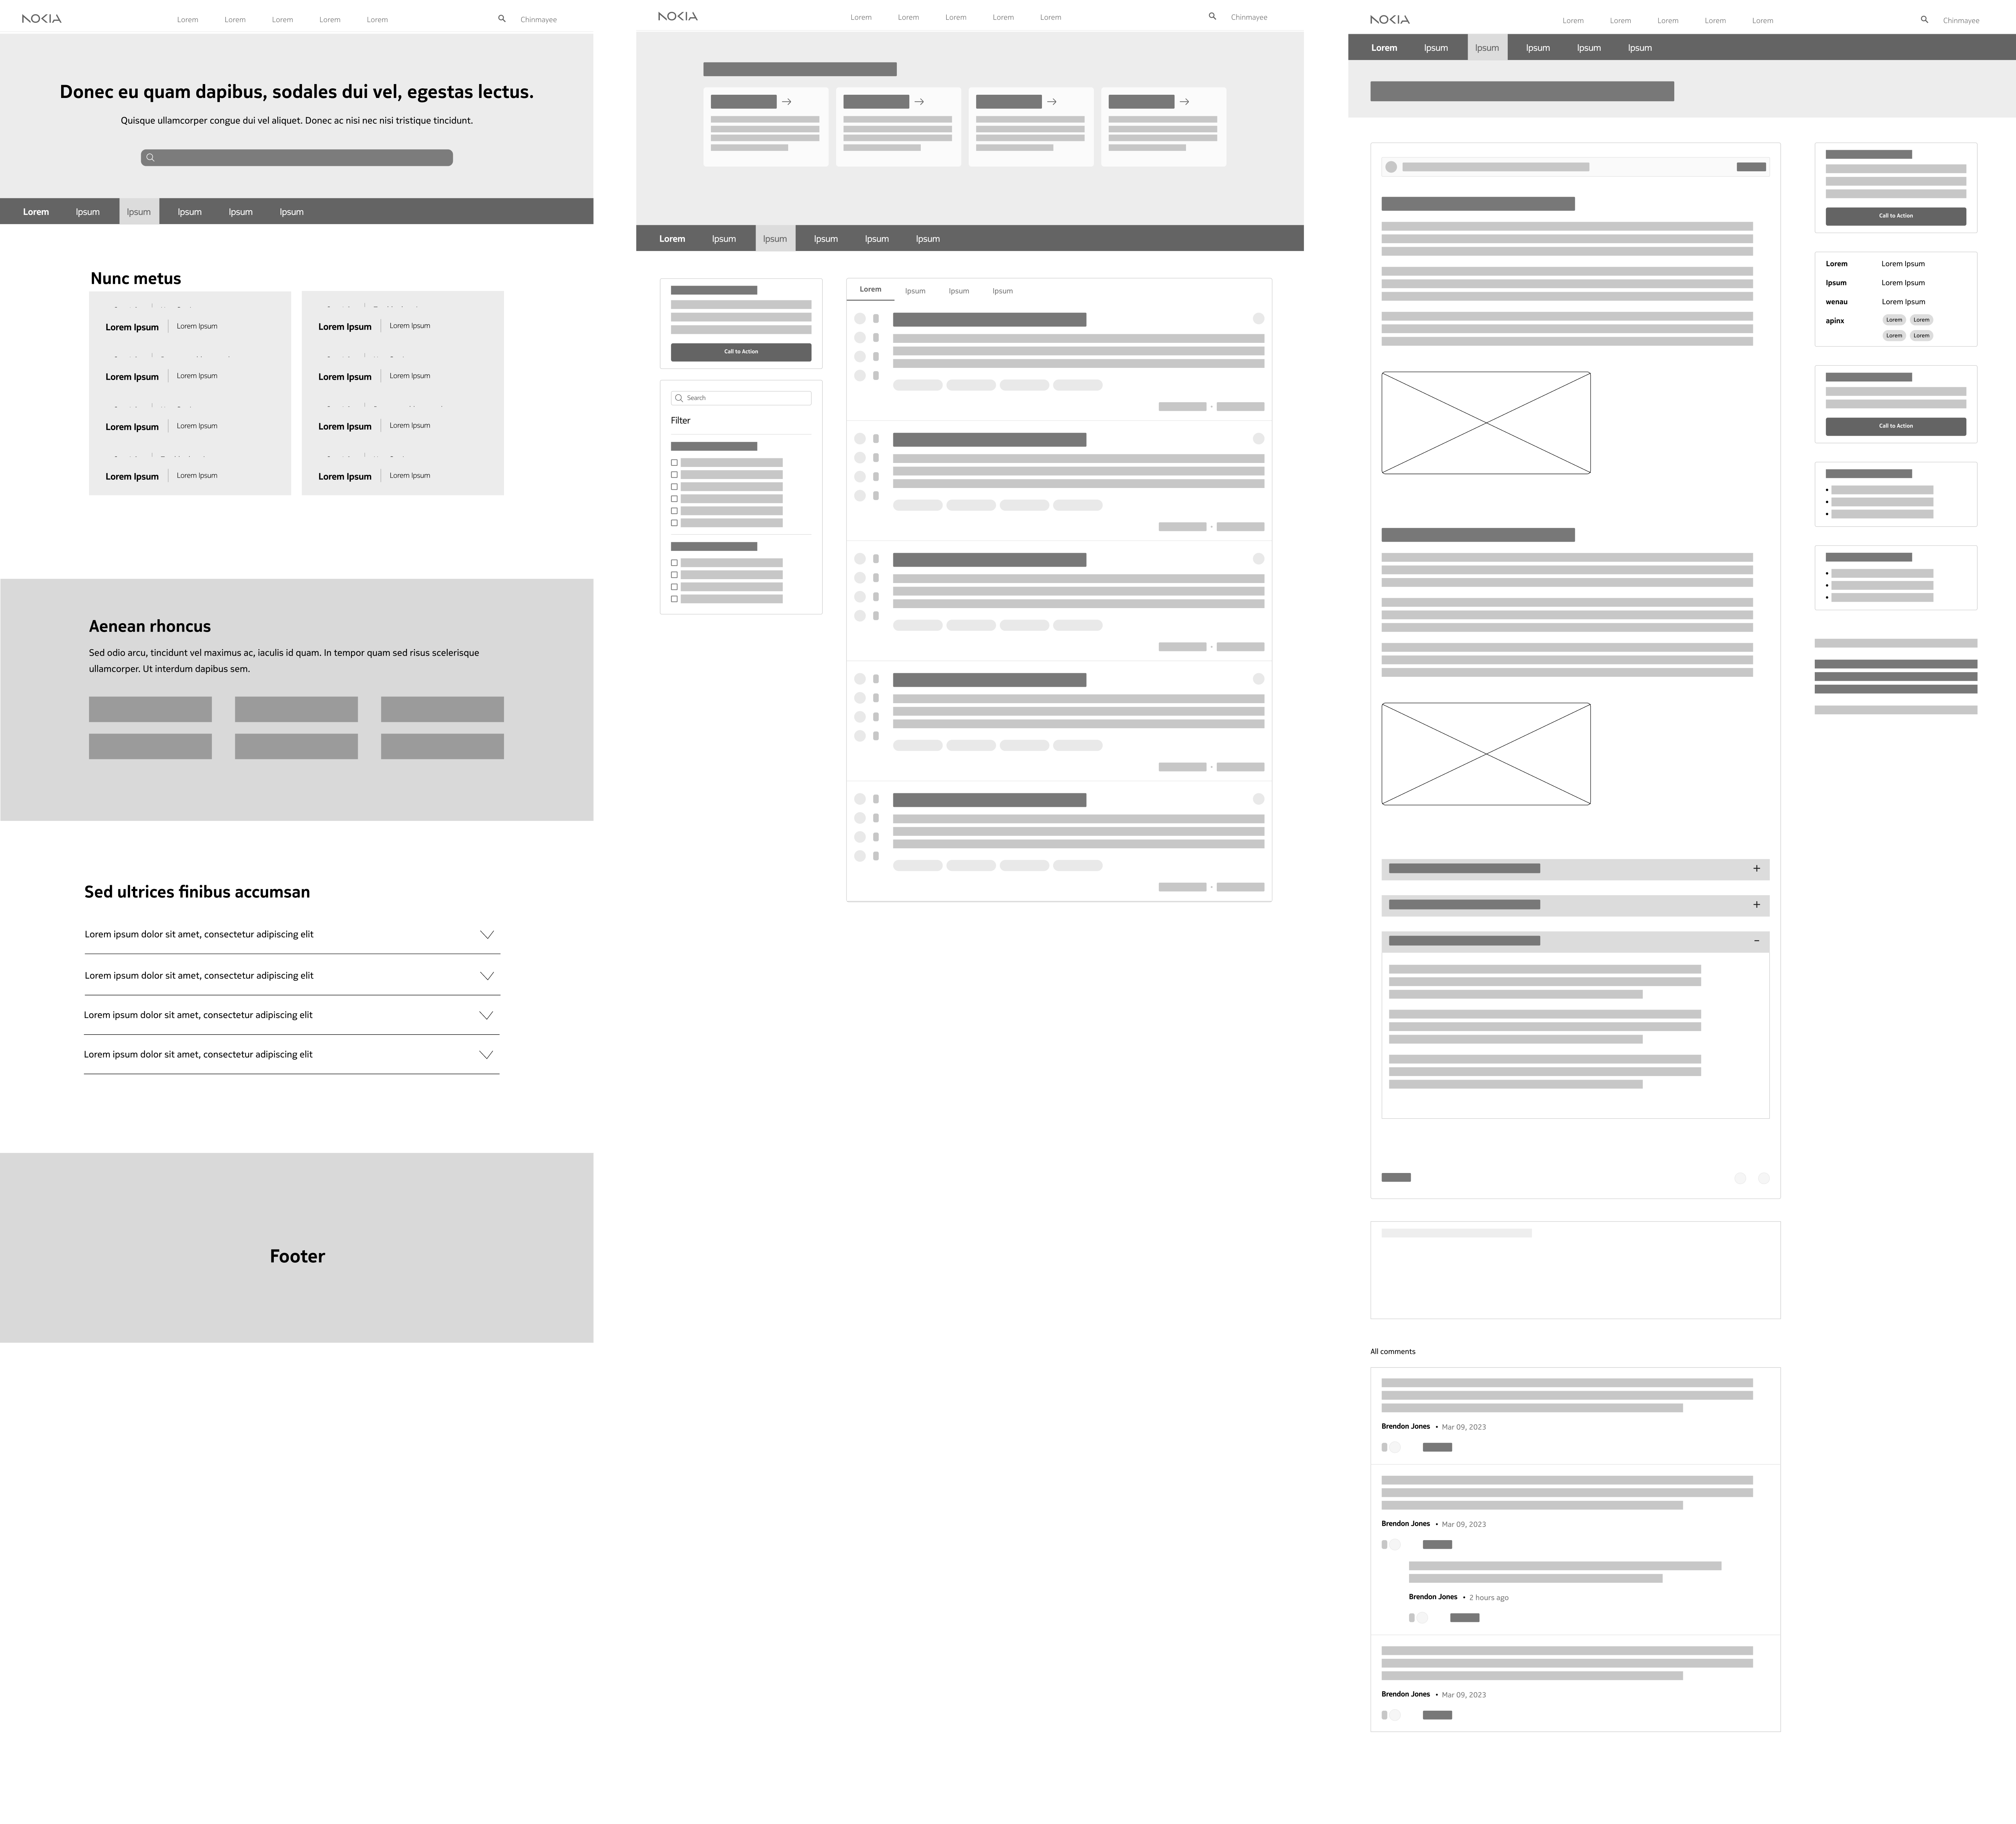 NOKIA Lorem Lorem Lorem Lorem Lorem Chinmayee
Donec eu quam dapibus, sodales dui vel, egestas lectus.
Quisque ullamcorper congue dui vel aliquet. Donec ac nisi nec nisi tristique tincidunt.
Lorem Ipsum Ipsum Ipsum Ipsum Ipsum
Nunc metus
Lorem Ipsum Lorem Ipsum
Lorem Ipsum Lorem Ipsum
Lorem Ipsum Lorem Ipsum
Lorem Ipsum Lorem Ipsum
Lorem Ipsum Lorem Ipsum
Lorem Ipsum Lorem Ipsum
Lorem Ipsum Lorem Ipsum
Lorem Ipsum Lorem Ipsum
Aenean rhoncus
Sed odio arcu, tincidunt vel maximus ac, iaculis id quam. In tempor quam sed risus scelerisque
ullamcorper. Ut interdum dapibus sem.
Sed ultrices finibus accumsan
Lorem ipsum dolor sit amet, consectetur adipiscing elit
Lorem ipsum dolor sit amet, consectetur adipiscing elit
Lorem ipsum dolor sit amet, consectetur adipiscing elit
Lorem ipsum dolor sit amet, consectetur adipiscing elit
Footer
NOKIA Lorem Lorem Lorem Lorem Lorem Chinmayee
Lorem Ipsum Ipsum Ipsum Ipsum Ipsum
Call to Action
Search
Filter
Lorem Ipsum Ipsum Ipsum
NOKIA Lorem Lorem Lorem Lorem Lorem Chinmayee
Lorem Ipsum Ipsum Ipsum Ipsum Ipsum
Call to Action
Lorem Lorem Ipsum
Ipsum Lorem Ipsum
wenau Lorem Ipsum
apinx Lorem Lorem
Lorem Lorem
Call to Action
All comments
Brendon Jones • Mar 09, 2023
Brendon Jones • Mar 09, 2023
Brendon Jones • 2 hours ago
Brendon Jones • Mar 09, 2023